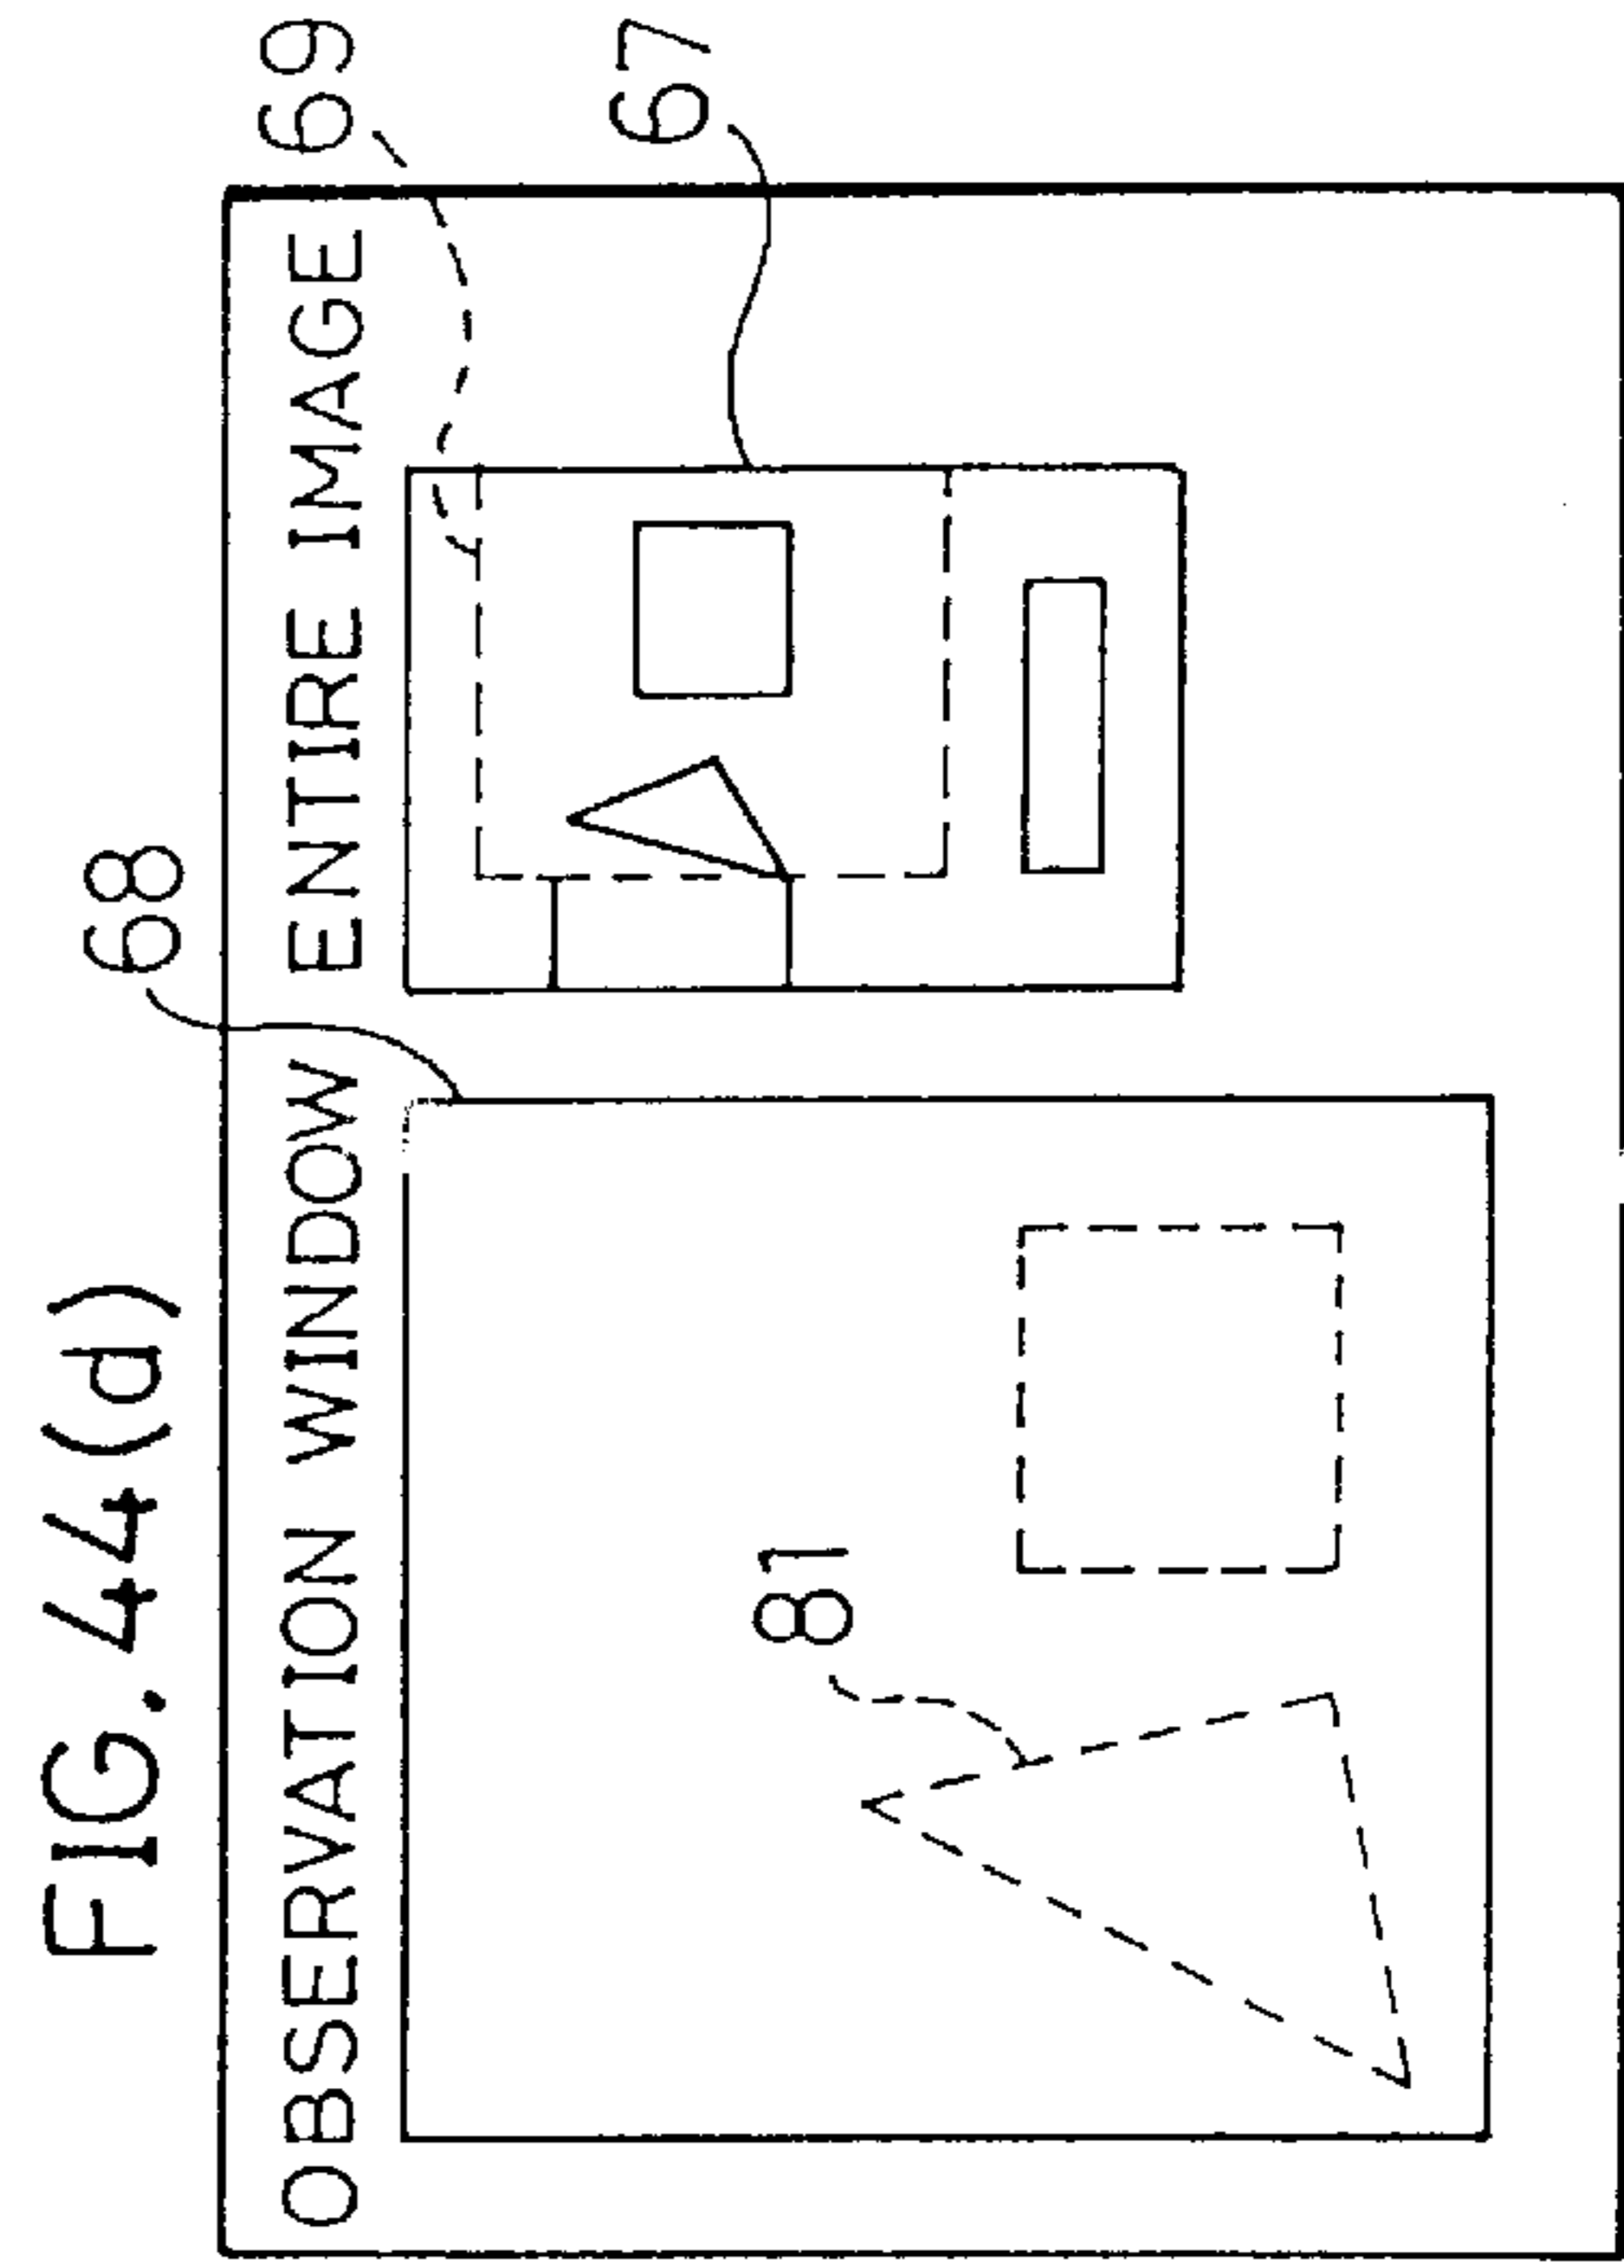 FIG. 44(d)
68
69
OBSERVATION WINDOW
ENTIRE IMAGE
67
81